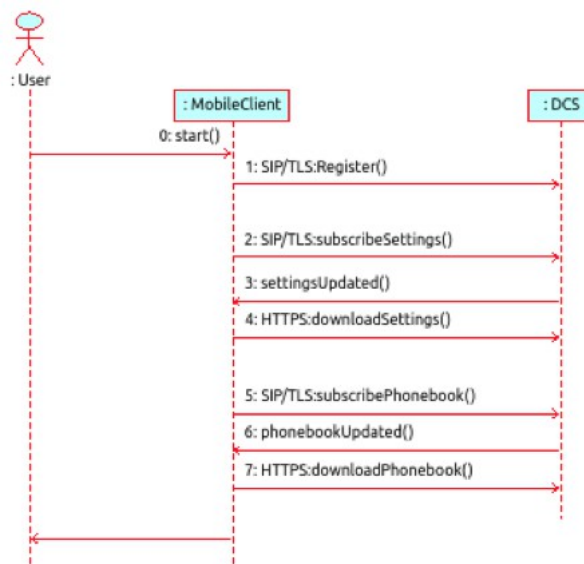 : User
: MobileClient
: DCS
0: start()
1: SIP/TLS:Register()
2: SIP/TLS:subscribeSettings()
3: settingsUpdated()
4: HTTPS:downloadSettings()
5: SIP/TLS:subscribePhonebook()
6: phonebookUpdated()
7: HTTPS:downloadPhonebook()